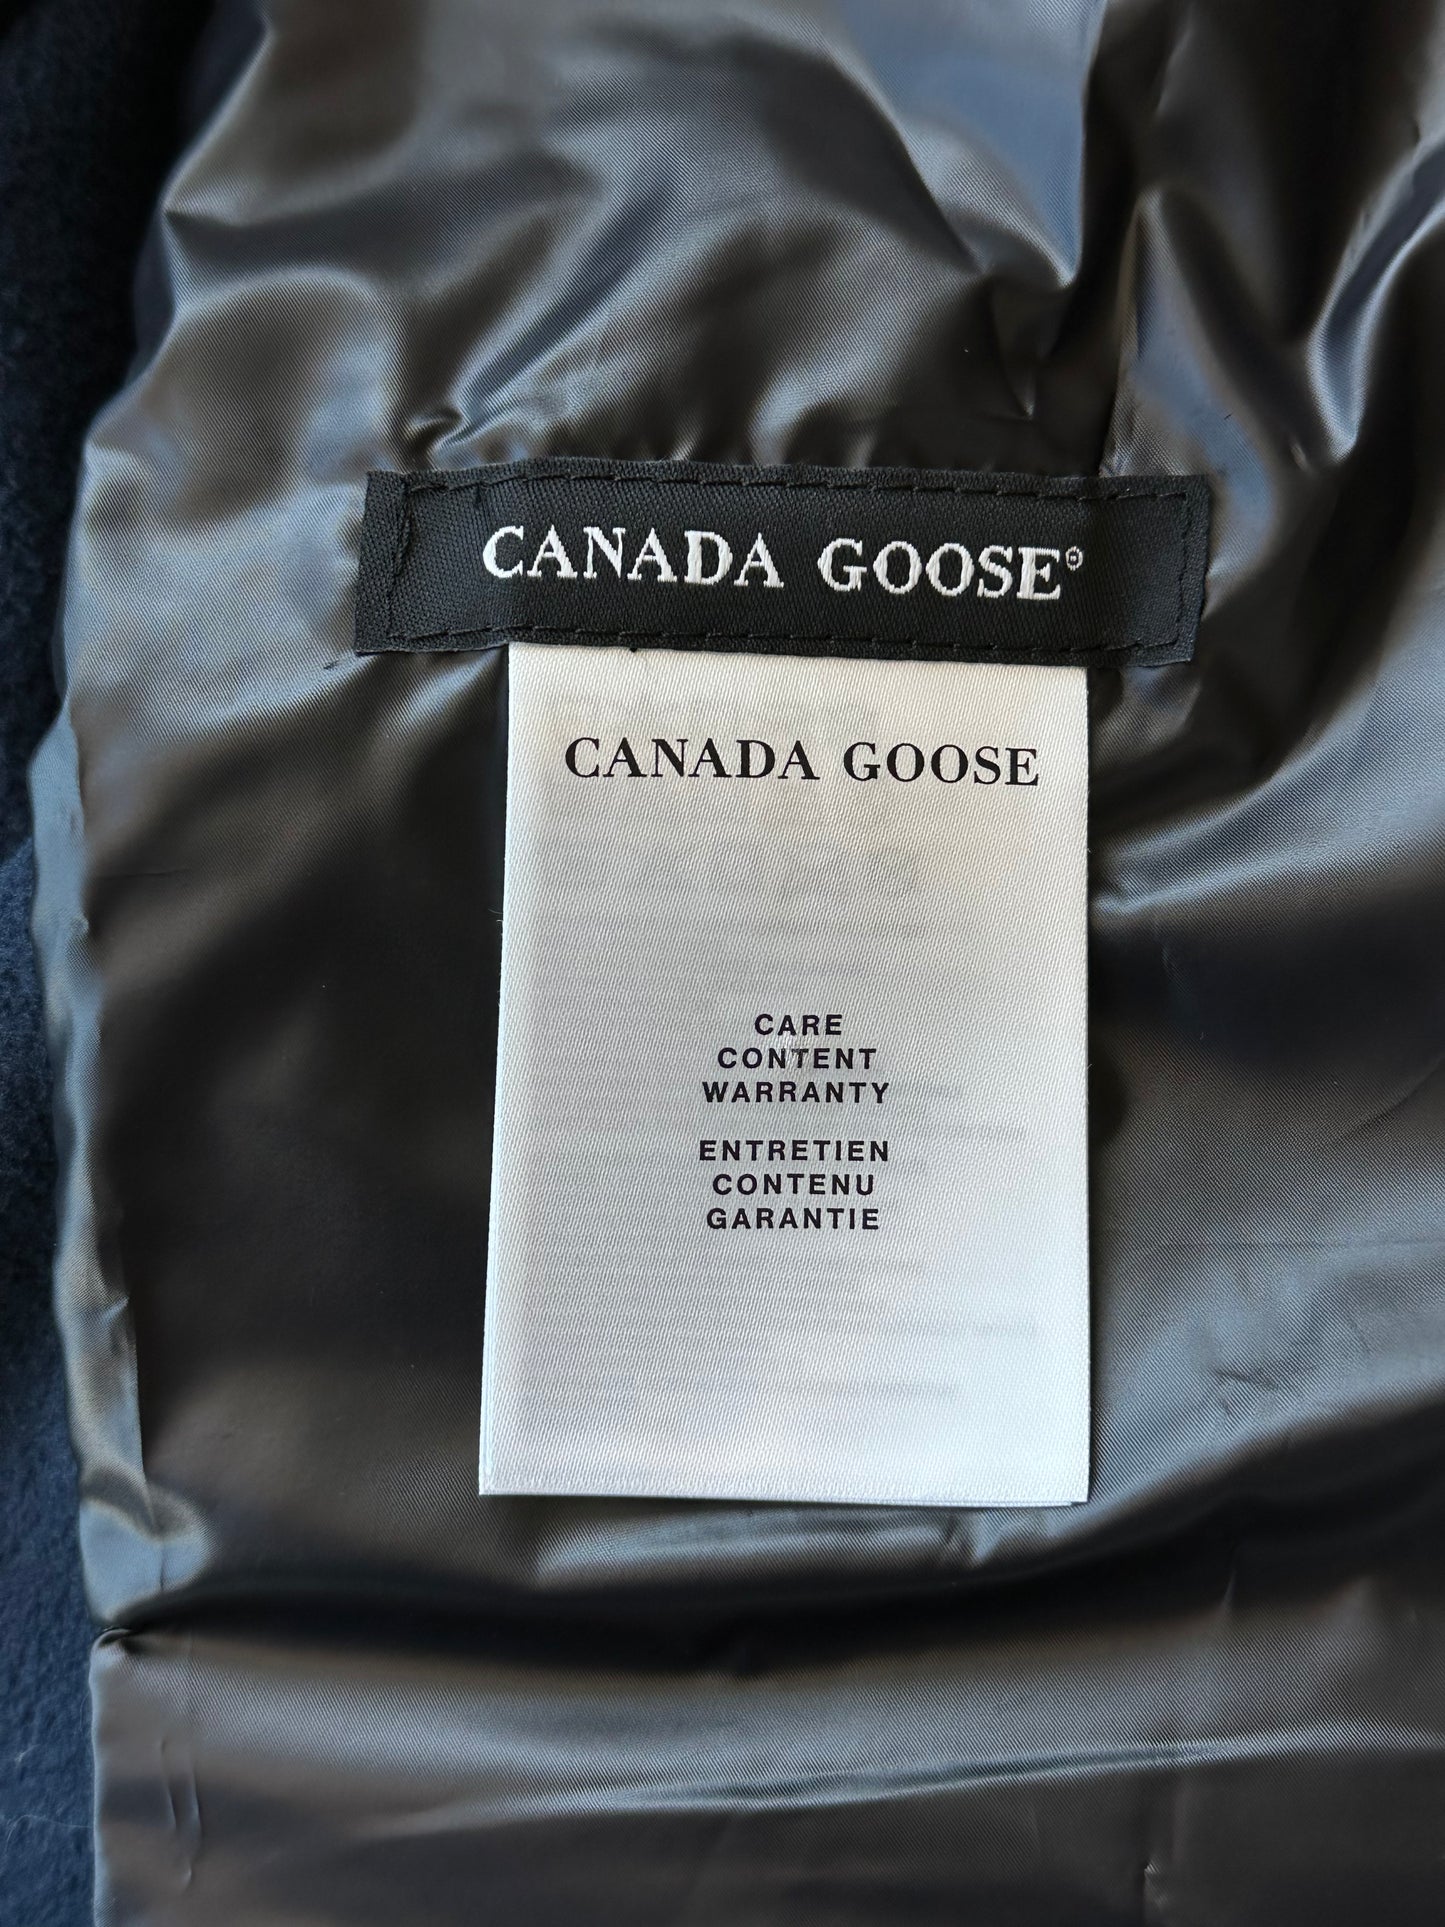 CANADA GOOSE®
CANADA GOOSE
CARE
CONTENT
WARRANTY
ENTRETIEN
CONTENU
GARANTIE